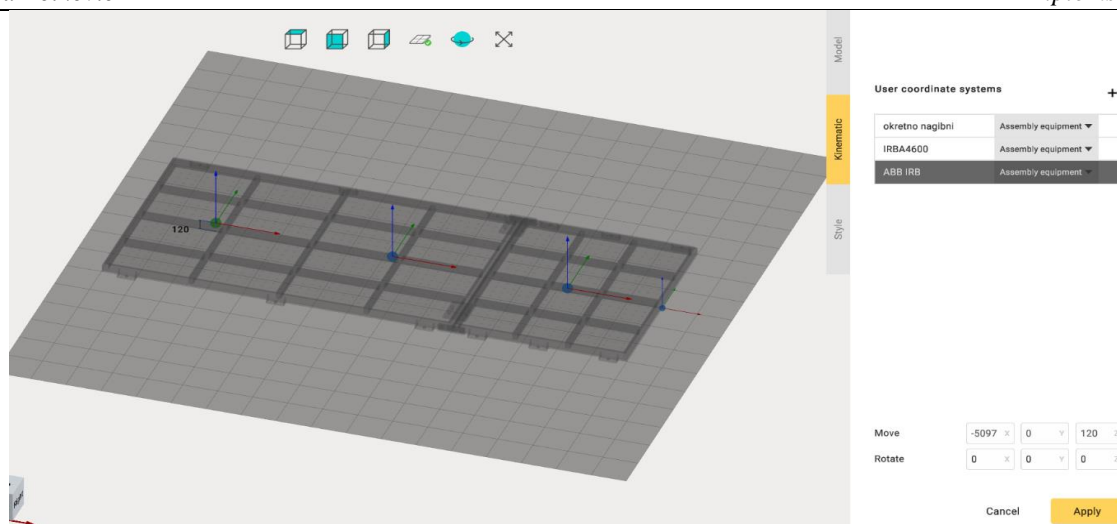 Model
Kinematic
Style
120
User coordinate systems +
okretno nagibni Assembly equipment
IRBA4600 Assembly equipment
ABB IRB Assembly equipment
Move -5097 X 0 Y 120
Rotate 0 X 0 Y 0
Cancel Apply